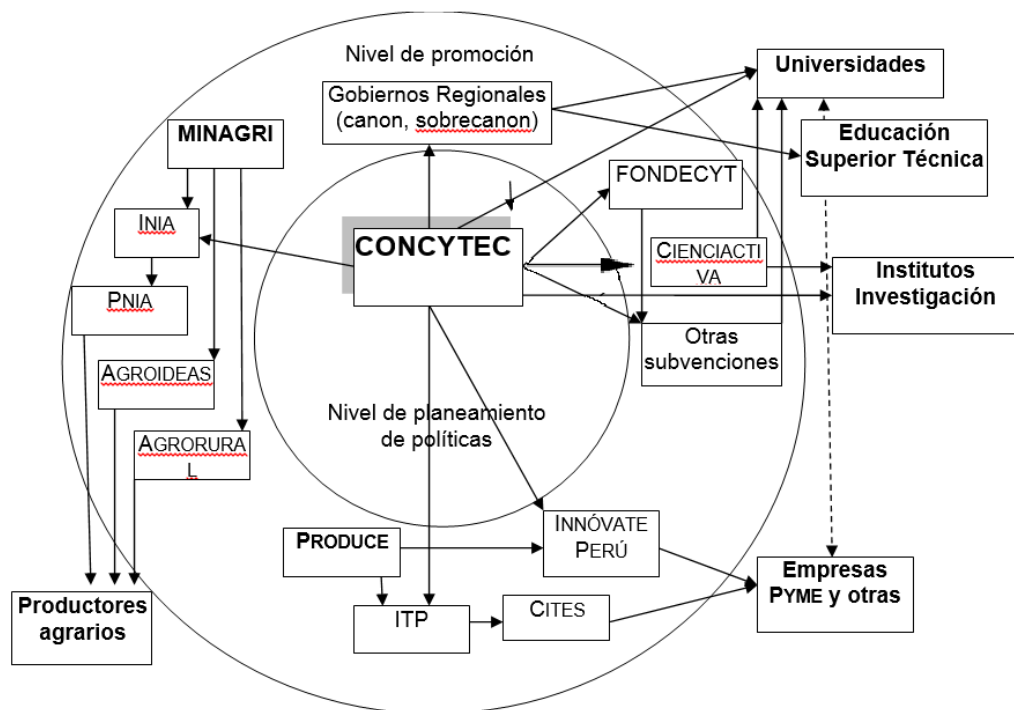 Nivel de promoción
Universidades
Gobiernos Regionales
(canon, sobrecanon)
MINAGRI
Educación
Superior Técnica
FONDECYT
INIA
CONCYTEC
CIENCIACTI
VA
Institutos
Investigación
PNIA
Otras
subvenciones
AGROIDEAS
Nivel de planeamiento
de políticas
AGRORURA
L
INNÓVATE
PERÚ
PRODUCE
Empresas
PYME y otras
Productores
agrarios
ITP
CITES